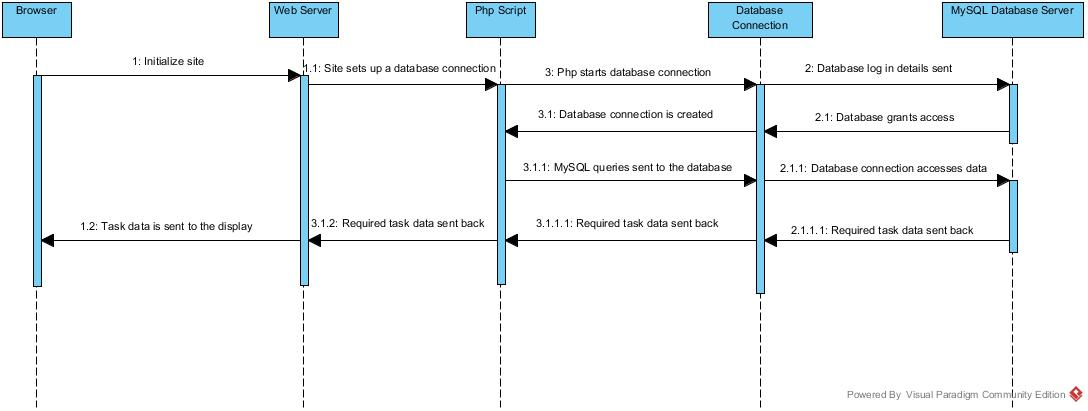 Browser
Web Server
Php Script
Database
Connection
MySQL Database Server
1: Initialize site
1.1: Site sets up a database connection
3: Php starts database connection
2: Database log in details sent
3.1: Database connection is created
2.1: Database grants access
3.1.1: MySQL queries sent to the database
2.1.1: Database connection accesses data
1.2: Task data is sent to the display
3.1.2: Required task data sent back
3.1.1.1: Required task data sent back
2.1.1.1: Required task data sent back
Powered By Visual Paradigm Community Edition